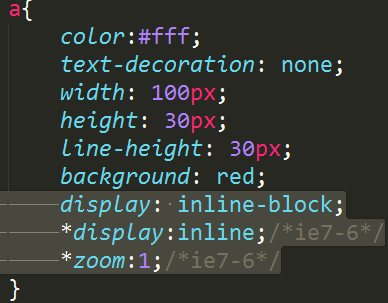 a{
color:#fff;
text-decoration: none;
width: 100px;
height: 30px;
line-height: 30px;
background: red;
display: inline-block;
*display:inline;/*ie7-6*/
*zoom:1;/*ie7-6*/
}